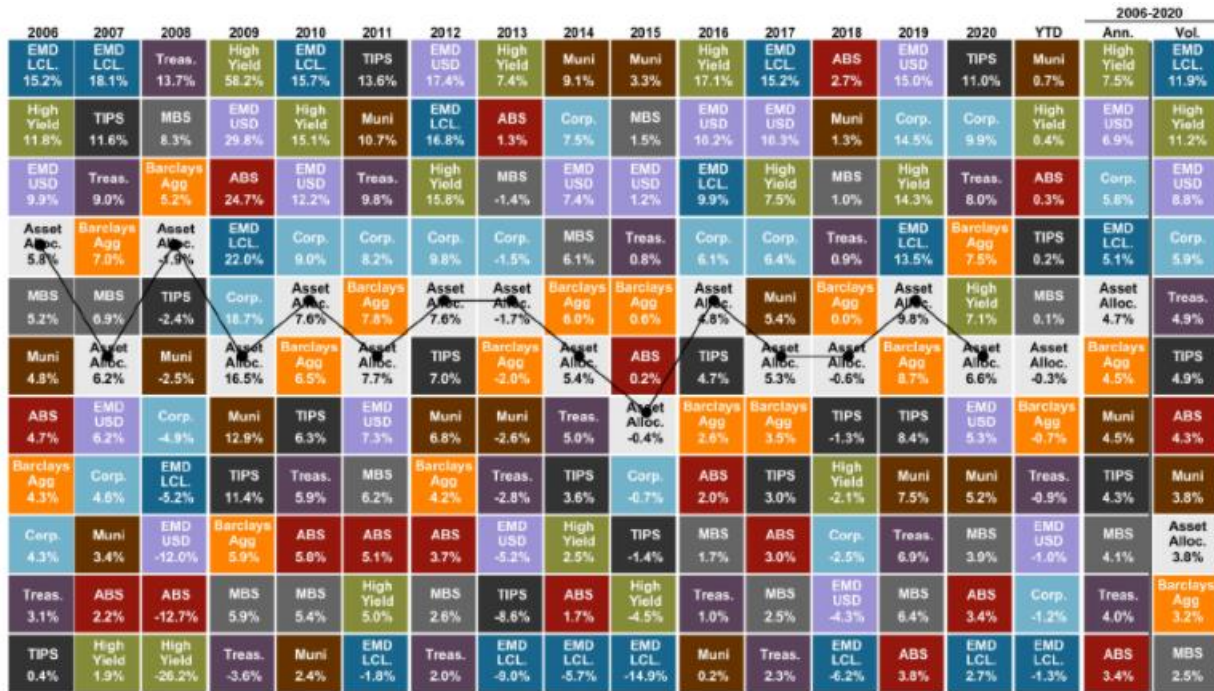 2006-2020
2006 2007 2008 2009 2010 2011 2012 2013 2014 2015 2016 2017 2018 2019 2020 YTD Ann. Vol.
EMD LCL. EMD LCL. Treas. High Yield EMD LCL. TIPS EMD USD High Yield Muni Muni High Yield EMD LCL. ABS EMD USD TIPS Muni High Yield EMD LCL.
15.2% 18.1% 13.7% 58.2% 15.7% 13.6% 17.4% 7.4% 9.1% 3.3% 17.1% 15.2% 2.7% 15.0% 11.0% 0.7% 7.5% 11.9%
High Yield TIPS MBS EMD USD High Yield Muni EMD LCL. ABS Corp. MBS EMD USD EMD USD Muni Corp. Corp. High Yield EMD USD High Yield
11.8% 11.6% 8.3% 29.8% 15.1% 10.7% 16.8% 1.3% 7.5% 1.5% 10.2% 10.3% 1.3% 14.5% 9.9% 0.4% 6.9% 11.2%
EMD USD Treas. Barclays Agg ABS EMD USD Treas. High Yield MBS EMD USD EMD USD EMD LCL. High Yield MBS High Yield Treas. ABS Corp. EMD USD
9.9% 9.0% 5.2% 24.7% 12.2% 9.8% 15.8% -1.4% 7.4% 1.2% 9.9% 7.5% 1.0% 14.3% 8.0% 0.3% 5.8% 8.8%
Asset Alloc. Barclays Agg Asset Alloc. EMD LCL. Corp. Corp. Corp. Corp. MBS Treas. Corp. Corp. Treas. EMD LCL. Barclays Agg TIPS EMD LCL. Corp.
5.8% 7.0% -1.9% 22.0% 9.0% 8.2% 9.8% -1.5% 6.1% 0.8% 6.1% 6.4% 0.9% 13.5% 7.5% 0.2% 5.1% 5.9%
MBS MBS TIPS Corp. Asset Alloc. Barclays Agg Asset Alloc. Asset Alloc. Barclays Agg Barclays Agg Asset Alloc. Muni Barclays Agg Asset Alloc. High Yield MBS Asset Alloc. Treas.
5.2% 6.9% -2.4% 18.7% 7.6% 7.8% 7.6% -1.7% 6.0% 0.6% 4.8% 5.4% 0.0% 9.8% 7.1% 0.1% 4.7% 4.9%
Muni Asset Alloc. Muni Asset Alloc. Barclays Agg Asset Alloc. TIPS Barclays Agg Asset Alloc. ABS TIPS Asset Alloc. Asset Alloc. Barclays Agg Asset Alloc. Asset Alloc. Barclays Agg TIPS
4.8% 6.2% -2.5% 16.5% 6.5% 7.7% 7.0% -2.0% 5.4% 0.2% 4.7% 5.3% -0.6% 8.7% 6.6% -0.3% 4.5% 4.9%
ABS EMD USD Corp. Muni TIPS EMD USD Muni Muni Treas. Asset Alloc. Barclays Agg Barclays Agg TIPS TIPS EMD USD Barclays Agg Muni ABS
4.7% 6.2% -4.9% 12.9% 6.3% 7.3% 6.8% -2.6% 5.0% -0.4% 2.6% 3.5% -1.3% 8.4% 5.3% -0.7% 4.5% 4.3%
Barclays Agg Corp. EMD LCL. TIPS Treas. MBS Barclays Agg Treas. TIPS Corp. ABS TIPS High Yield Muni Muni Treas. TIPS Muni
4.3% 4.6% -5.2% 11.4% 5.9% 6.2% 4.2% -2.8% 3.6% -0.7% 2.0% 3.0% -2.1% 7.5% 5.2% -0.9% 4.3% 3.8%
Corp. Muni EMD USD Barclays Agg ABS ABS ABS EMD USD High Yield TIPS MBS ABS Corp. Treas. MBS EMD USD MBS Asset Alloc.
4.3% 3.4% -12.0% 5.9% 5.8% 5.1% 3.7% -5.2% 2.5% -1.4% 1.7% 3.0% -2.5% 6.9% 3.9% -1.0% 4.1% 3.8%
Treas. ABS ABS MBS MBS High Yield MBS TIPS ABS High Yield Treas. MBS EMD USD MBS ABS Corp. Treas. Barclays Agg
3.1% 2.2% -12.7% 5.9% 5.4% 5.0% 2.6% -8.6% 1.7% -4.5% 1.0% 2.5% -4.3% 6.4% 3.4% -1.2% 4.0% 3.2%
TIPS High Yield High Yield Treas. Muni EMD LCL. Treas. EMD LCL. EMD LCL. EMD LCL. Muni Treas. EMD LCL. ABS EMD LCL. EMD LCL. ABS MBS
0.4% 1.9% -26.2% -3.6% 2.4% -1.8% 2.0% -9.0% -5.7% -14.9% 0.2% 2.3% -6.2% 3.8% 2.7% -1.3% 3.4% 2.5%